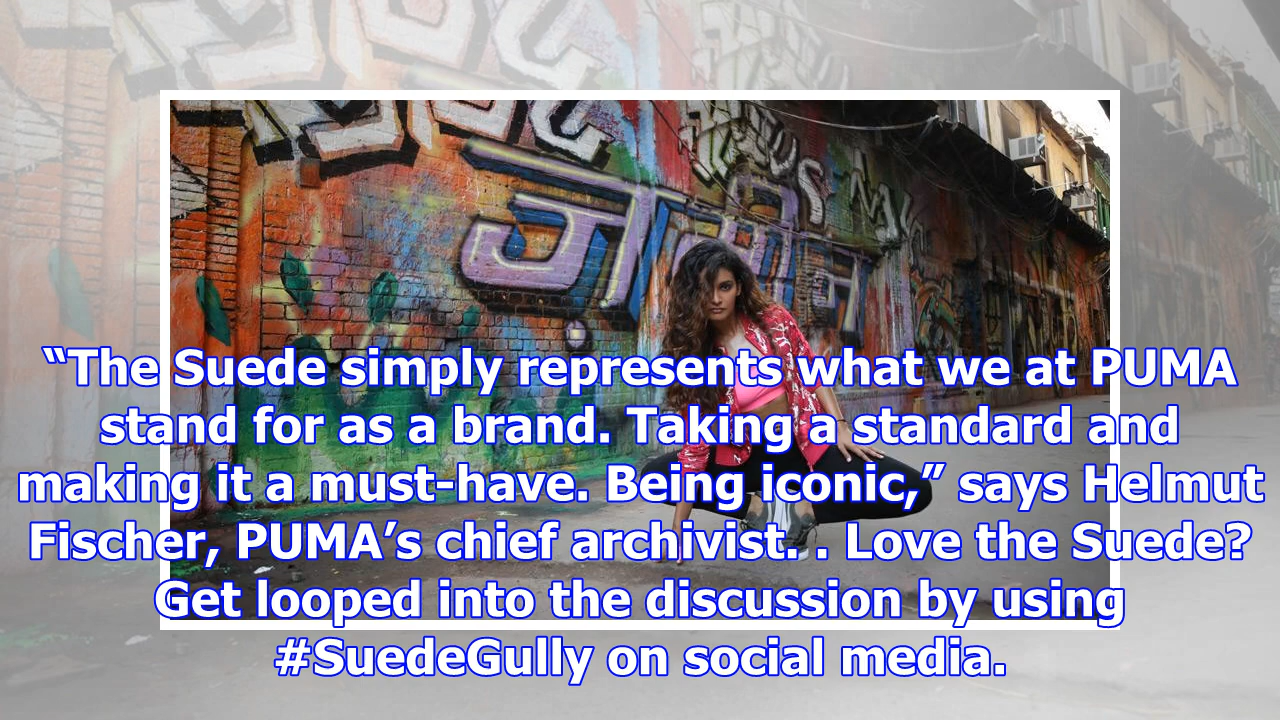 “The Suede simply represents what we at PUMA
stand for as a brand. Taking a standard and
making it a must-have. Being iconic,” says Helmut
Fischer, PUMA’s chief archivist. . Love the Suede?
Get looped into the discussion by using
#SuedeGully on social media.